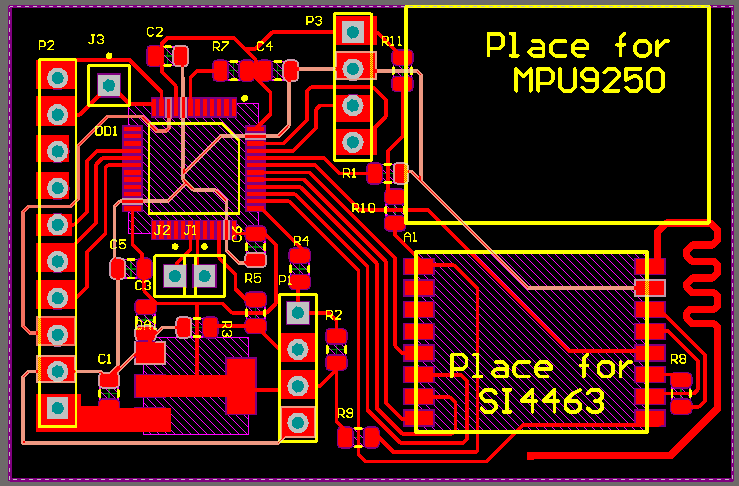 P3
C2
J3
P2
R7
C4
R11
Place for
MPU9250
OD1
R1
R10
C6
J2
J1
A1
C5
R4
C3
R5
P1
R3
R2
Place for
SI4463
C1
R8
R9